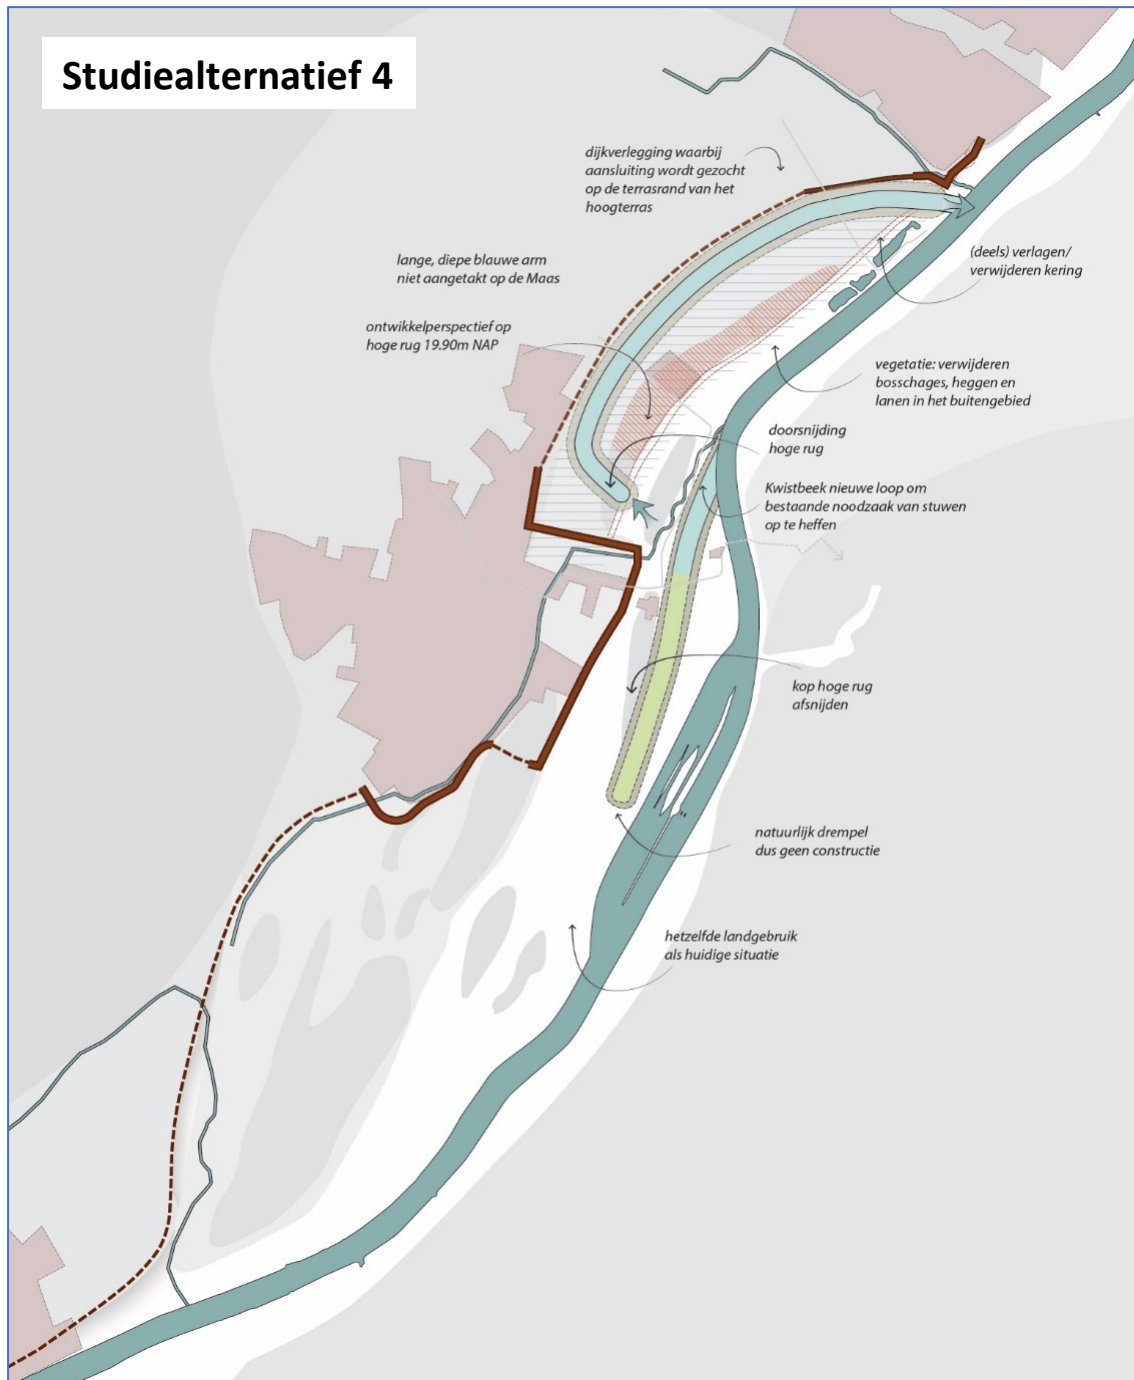 Studiealternatief 4
dijkverlegging waarbij
aansluiting wordt gezocht
op de terrasrand van het
hoogterras
(deels) verlagen/
verwijderen kering
lange, diepe blauwe arm
niet aangetakt op de Maas
ontwikkelperspectief op
hoge rug 19.90m NAP
vegetatie: verwijderen
bosschages, heggen en
lanen in het buitengebied
doorsnijding
hoge rug
Kwistbeek nieuwe loop om
bestaande noodzaak van stuwen
op te heffen
kop hoge rug
afsnijden
natuurlijk drempel
dus geen constructie
hetzelfde landgebruik
als huidige situatie